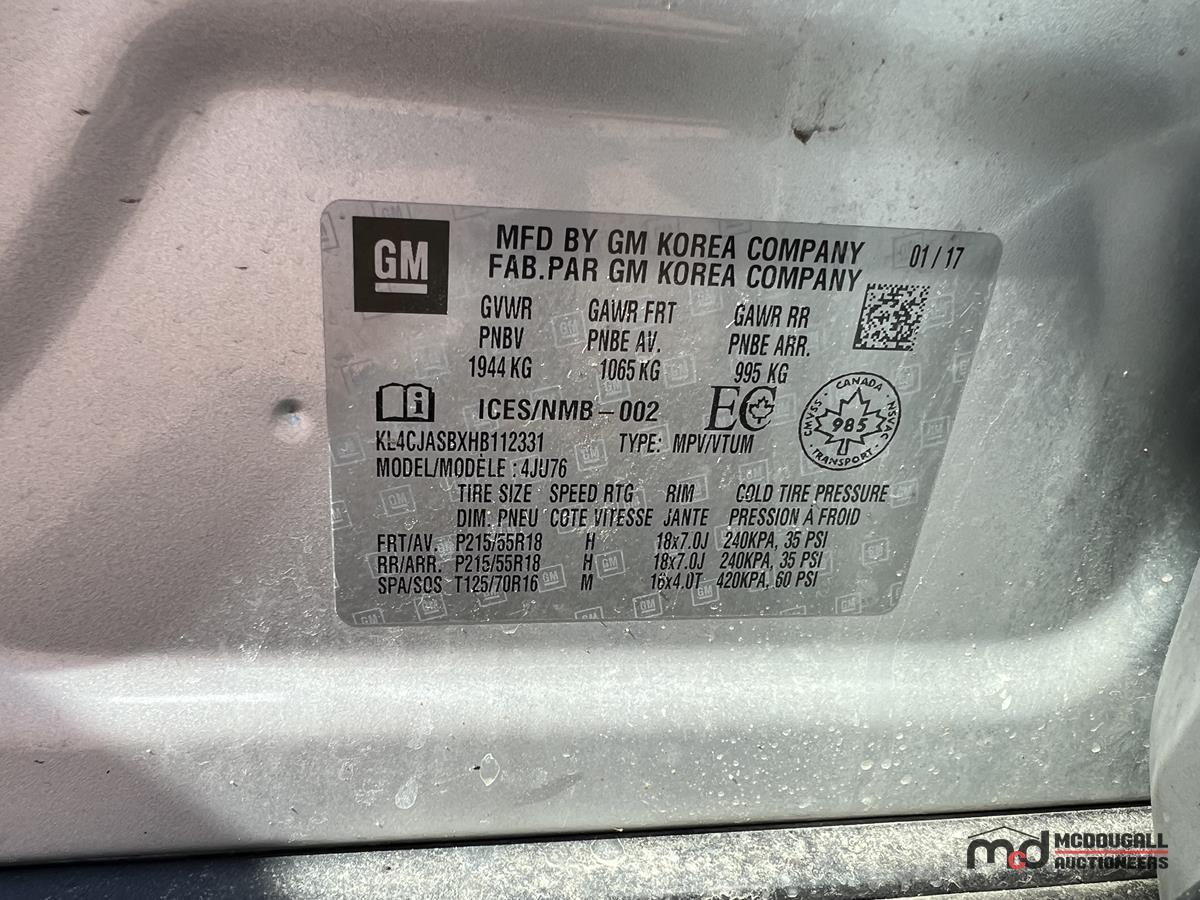 GM
MFD BY GM KOREA COMPANY 01 / 17
FAB.PAR GM KOREA COMPANY
GVWR GAWR FRT GAWR RR
PNBV PNBE AV. PNBE ARR.
1944 KG 1065 KG 995 KG
ICES/NMB-002 EC
CANADA CMVSS NSVAC 985 TRANSPORT
KL4CJASBXHB112331 TYPE: MPV/VTUM
MODEL/MODÈLE : 4JU76
TIRE SIZE SPEED RTG RIM COLD TIRE PRESSURE
DIM. PNEU COTE VITESSE JANTE PRESSION À FROID
FRT/AV. P215/55R18 H 18x7.0J 240KPA, 35 PSI
RR/ARR. P215/55R18 H 18x7.0J 240KPA, 35 PSI
SPA/SOS T125/70R16 M 16x4.0T 420KPA, 60 PSI
mcd MCDOUGALL
AUCTIONEERS